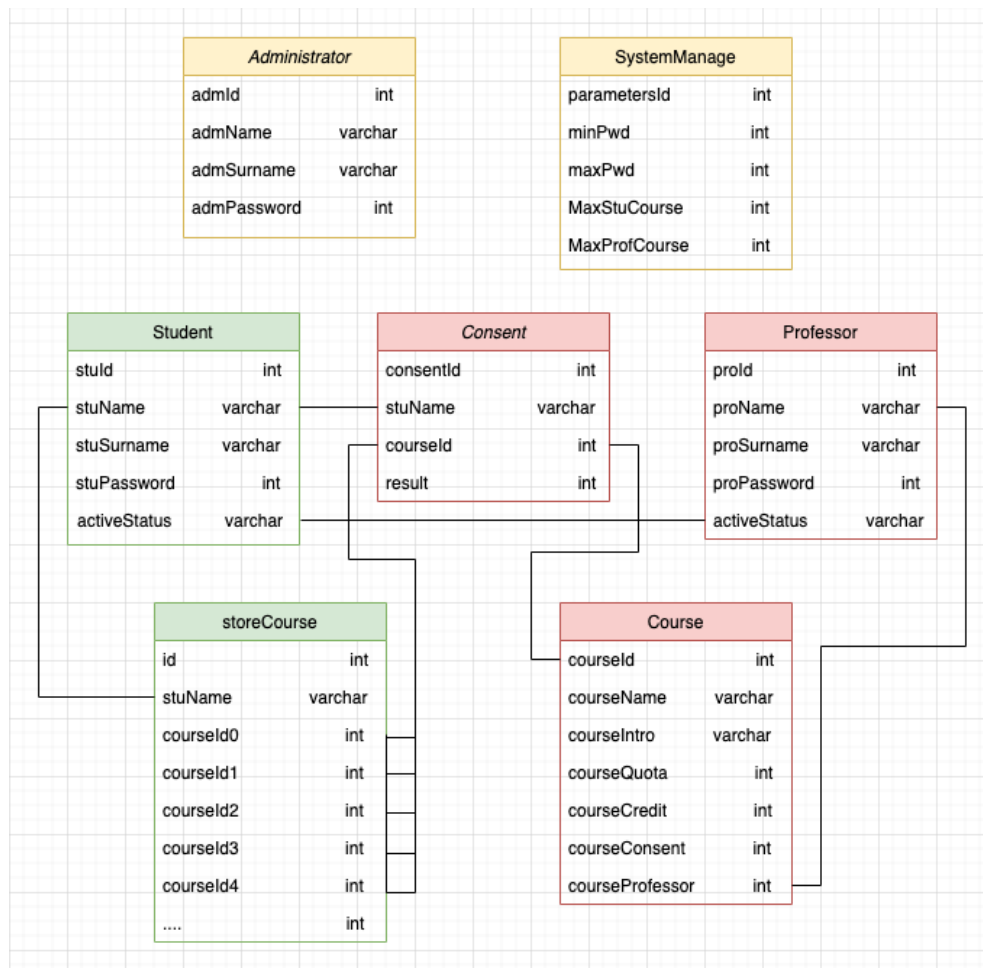 Administrator
admId int
admName varchar
admSurname varchar
admPassword int
SystemManage
parametersId int
minPwd int
maxPwd int
MaxStuCourse int
MaxProfCourse int
Student
stuId int
stuName varchar
stuSurname varchar
stuPassword int
activeStatus varchar
Consent
consentId int
stuName varchar
courseId int
result int
Professor
proId int
proName varchar
proSurname varchar
proPassword int
activeStatus varchar
storeCourse
id int
stuName varchar
courseId0 int
courseId1 int
courseId2 int
courseId3 int
courseId4 int
.... int
Course
courseId int
courseName varchar
courseIntro varchar
courseQuota int
courseCredit int
courseConsent int
courseProfessor int